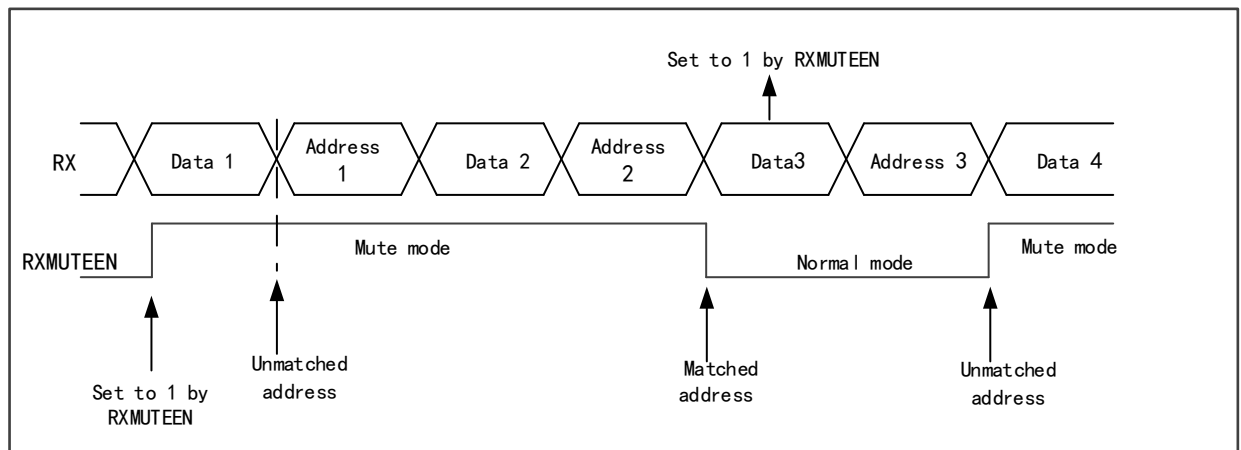 Set to 1 by RXMUTEEN
RX
Data 1
Address
1
Data 2
Address
2
Data3
Address 3
Data 4
RXMUTEEN
Mute mode
Normal mode
Mute mode
Set to 1 by
RXMUTEEN
Unmatched
address
Matched
address
Unmatched
address